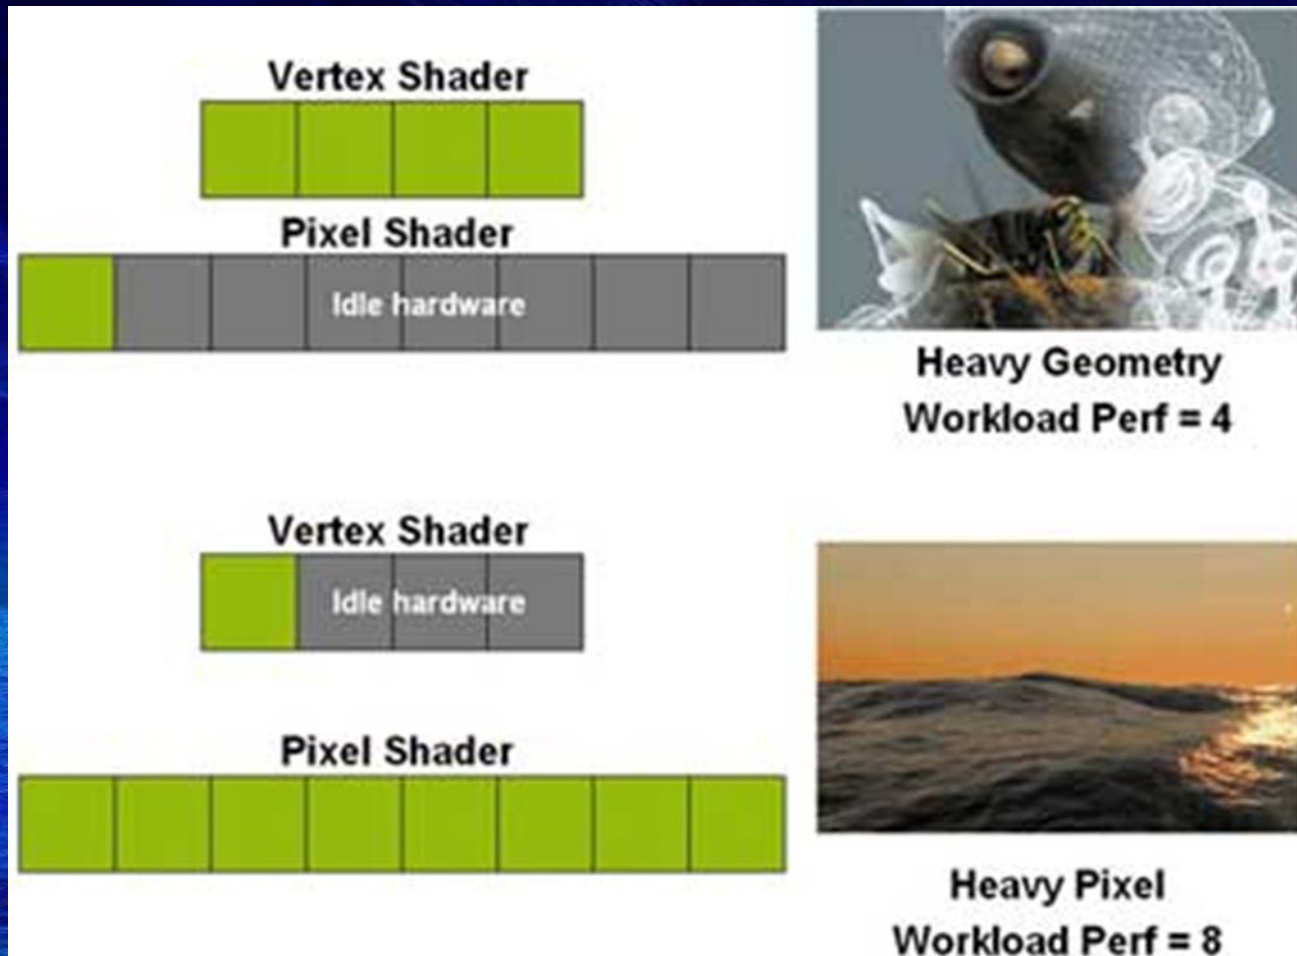 Vertex Shader
Pixel Shader
Idle hardware
Heavy Geometry
Workload Perf = 4
Vertex Shader
Idle hardware
Pixel Shader
Heavy Pixel
Workload Perf = 8